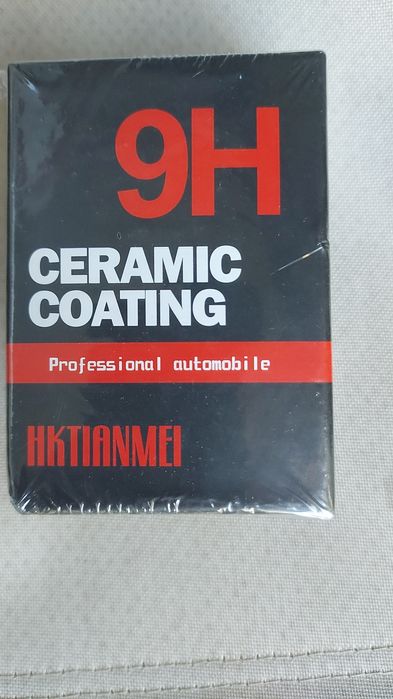 9H
CERAMIC
COATING
Professional automobile
HKTIANMEI